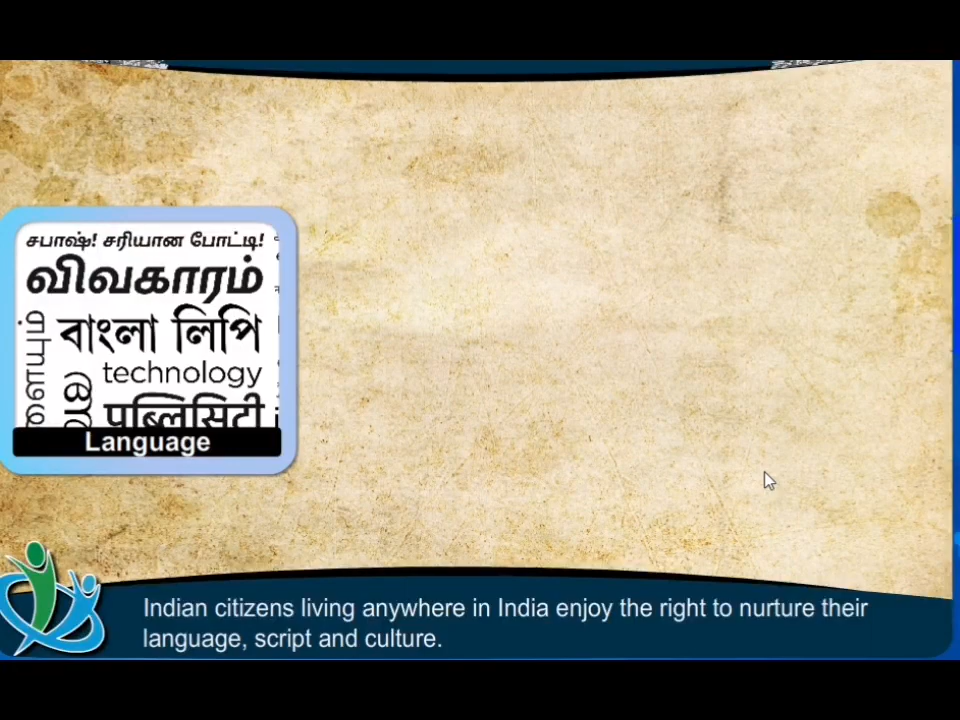 சபாஷ்! சரியான போட்டி!
விவகாரம்
বাংলা লিপি
technology
पब्लिसिटी
Language
Indian citizens living anywhere in India enjoy the right to nurture their
language, script and culture.